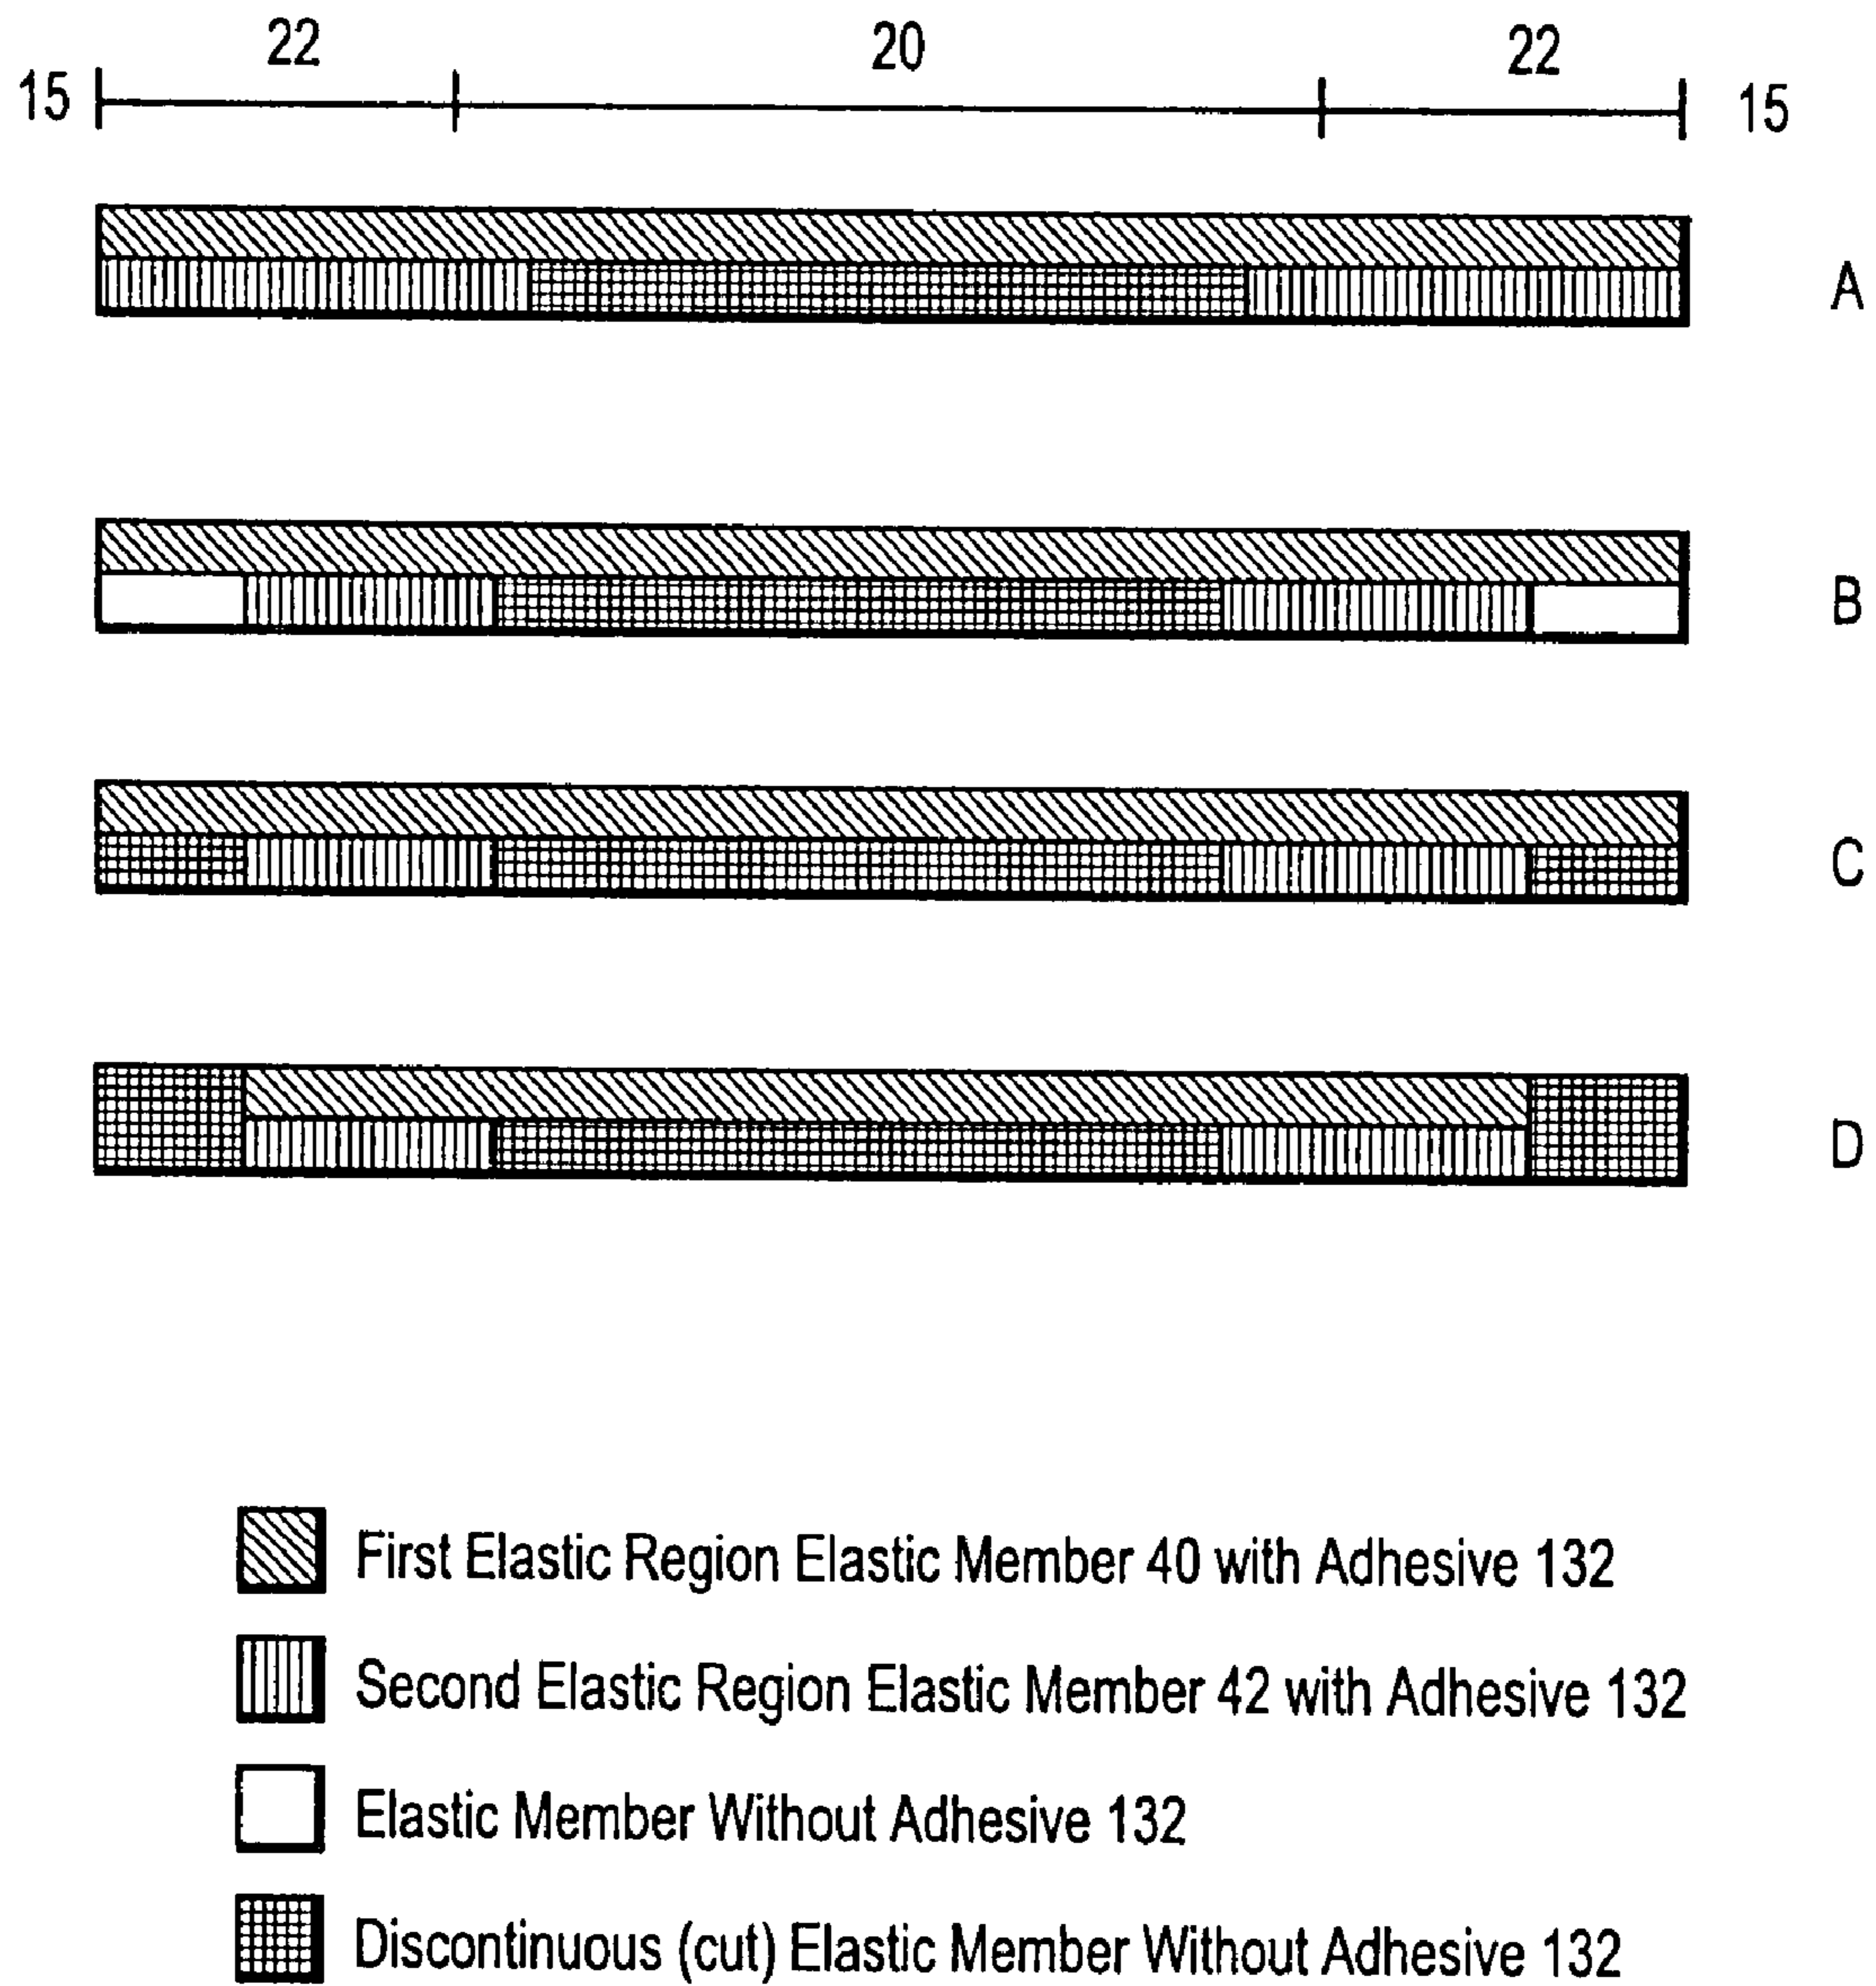 22 20 22
15 15
A
B
C
D
First Elastic Region Elastic Member 40 with Adhesive 132
Second Elastic Region Elastic Member 42 with Adhesive 132
Elastic Member Without Adhesive 132
Discontinuous (cut) Elastic Member Without Adhesive 132